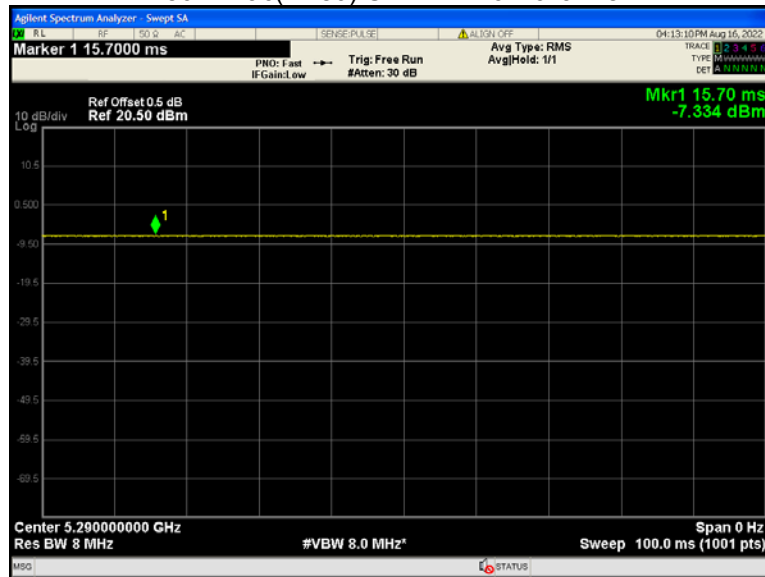 Agilent Spectrum Analyzer - Swept SA
RL RF 50 Ω AC SENSE:PULSE ALIGN OFF 04:13:10 PM Aug 16, 2022
Marker 1 15.7000 ms
PNO: Fast Trig: Free Run Avg Type: RMS TRACE 1 2 3 4 5
IFGain:Low #Atten: 30 dB Avg|Hold: 1/1 TYPE M
DET A N N N N N
Mkr1 15.70 ms
Ref Offset 0.5 dB
10 dB/div Ref 20.50 dBm -7.334 dBm
Log
10.5
0.500
1
-9.50
-19.5
-29.5
-39.5
-49.5
-59.5
-69.5
Center 5.290000000 GHz Span 0 Hz
Res BW 8 MHz #VBW 8.0 MHz* Sweep 100.0 ms (1001 pts)
MSG STATUS